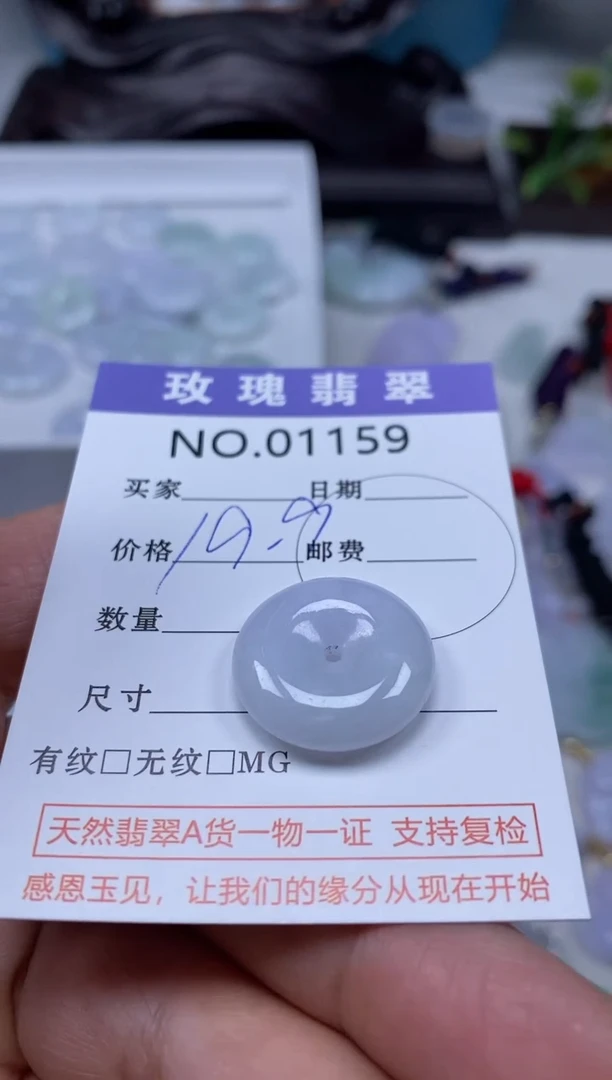 玫瑰翡翠
NO.01159
买家 日期
价格 19.9 邮费
数量
尺寸
有纹□无纹□MG
天然翡翠A货一物一证 支持复检
感恩玉见，让我们的缘分从现在开始